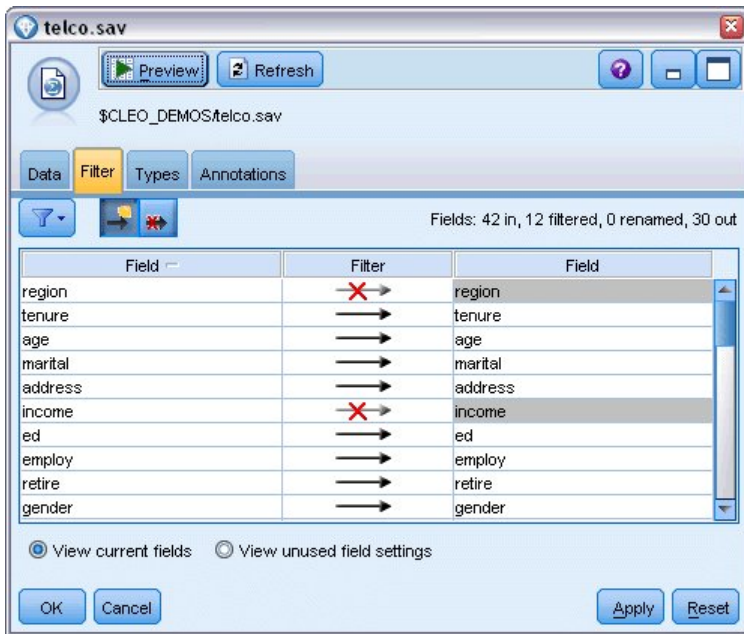 telco.sav
Preview Refresh
$CLEO_DEMOS/telco.sav
Data Filter Types Annotations
Fields: 42 in, 12 filtered, 0 renamed, 30 out
Field Filter Field
region region
tenure tenure
age age
marital marital
address address
income income
ed ed
employ employ
retire retire
gender gender
View current fields View unused field settings
OK Cancel Apply Reset